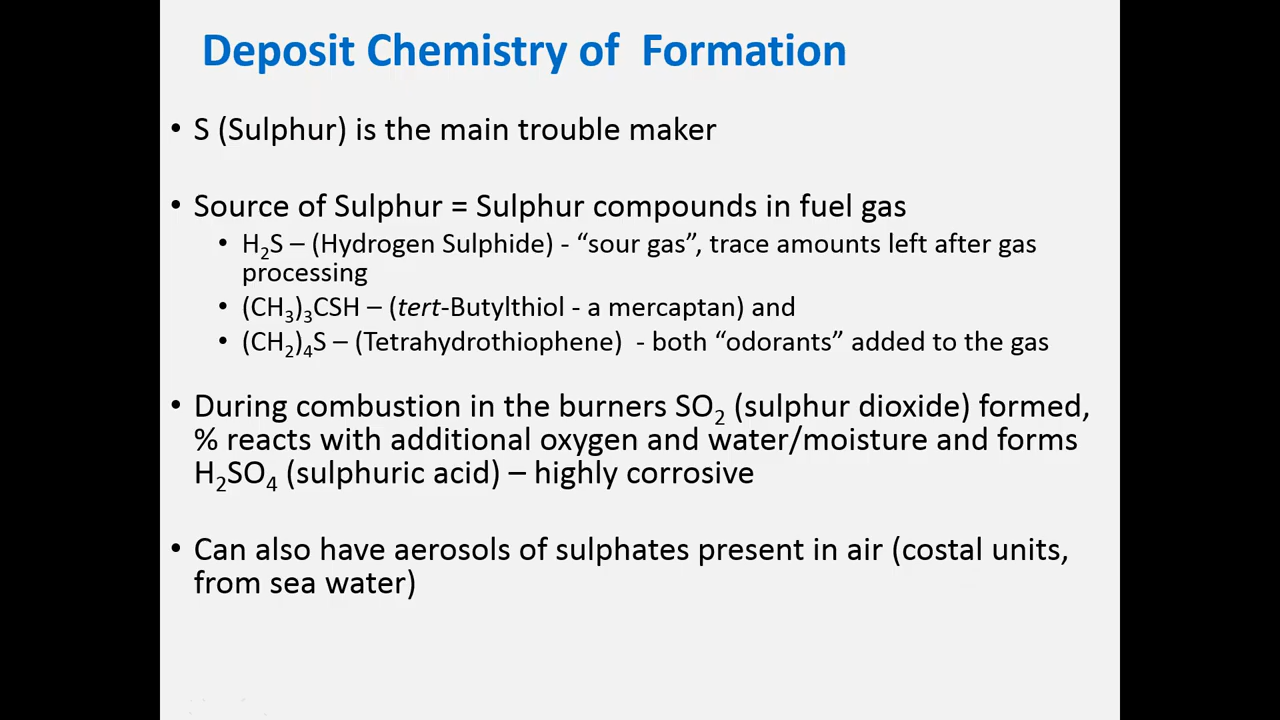 Deposit Chemistry of  Formation
• S (Sulphur) is the main trouble maker
• Source of Sulphur = Sulphur compounds in fuel gas
• H₂S – (Hydrogen Sulphide) - “sour gas”, trace amounts left after gas
processing
• (CH₃)₃CSH – (tert-Butylthiol - a mercaptan) and
• (CH₂)₄S – (Tetrahydrothiophene)  - both “odorants” added to the gas
• During combustion in the burners SO₂ (sulphur dioxide) formed,
% reacts with additional oxygen and water/moisture and forms
H₂SO₄ (sulphuric acid) – highly corrosive
• Can also have aerosols of sulphates present in air (costal units,
from sea water)